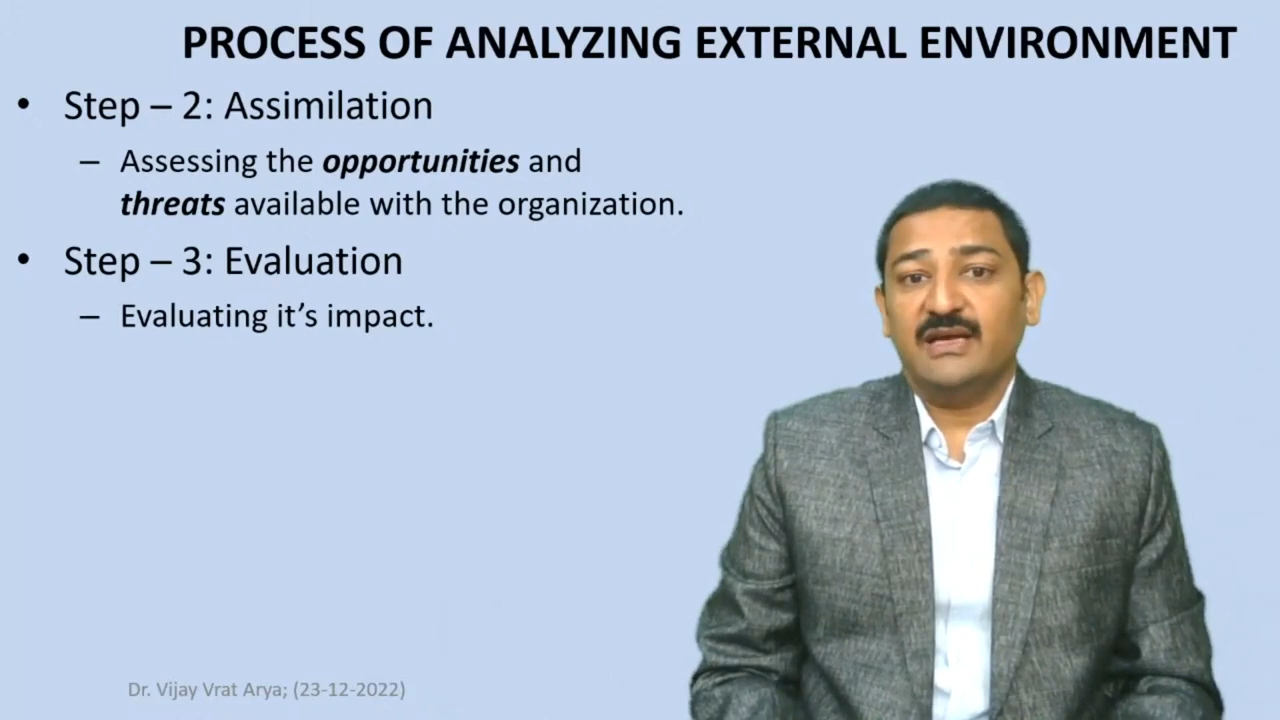 PROCESS OF ANALYZING EXTERNAL ENVIRONMENT
• Step – 2: Assimilation
– Assessing the opportunities and
threats available with the organization.
• Step – 3: Evaluation
– Evaluating it’s impact.
Dr. Vijay Vrat Arya; (23-12-2022)